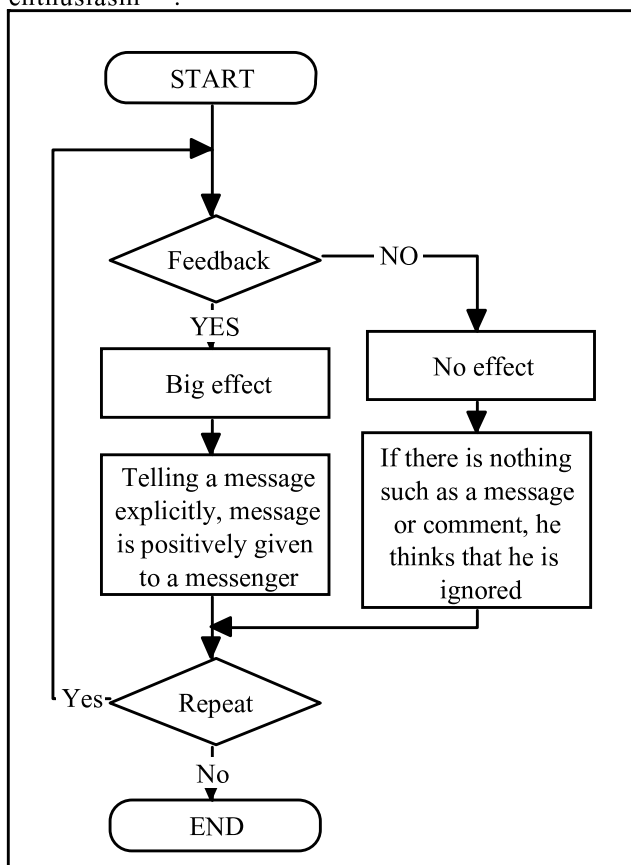 START
Feedback
NO
YES
Big effect
No effect
Telling a message
explicitly, message
is positively given
to a messenger
If there is nothing
such as a message
or comment, he
thinks that he is
ignored
Yes
Repeat
No
END